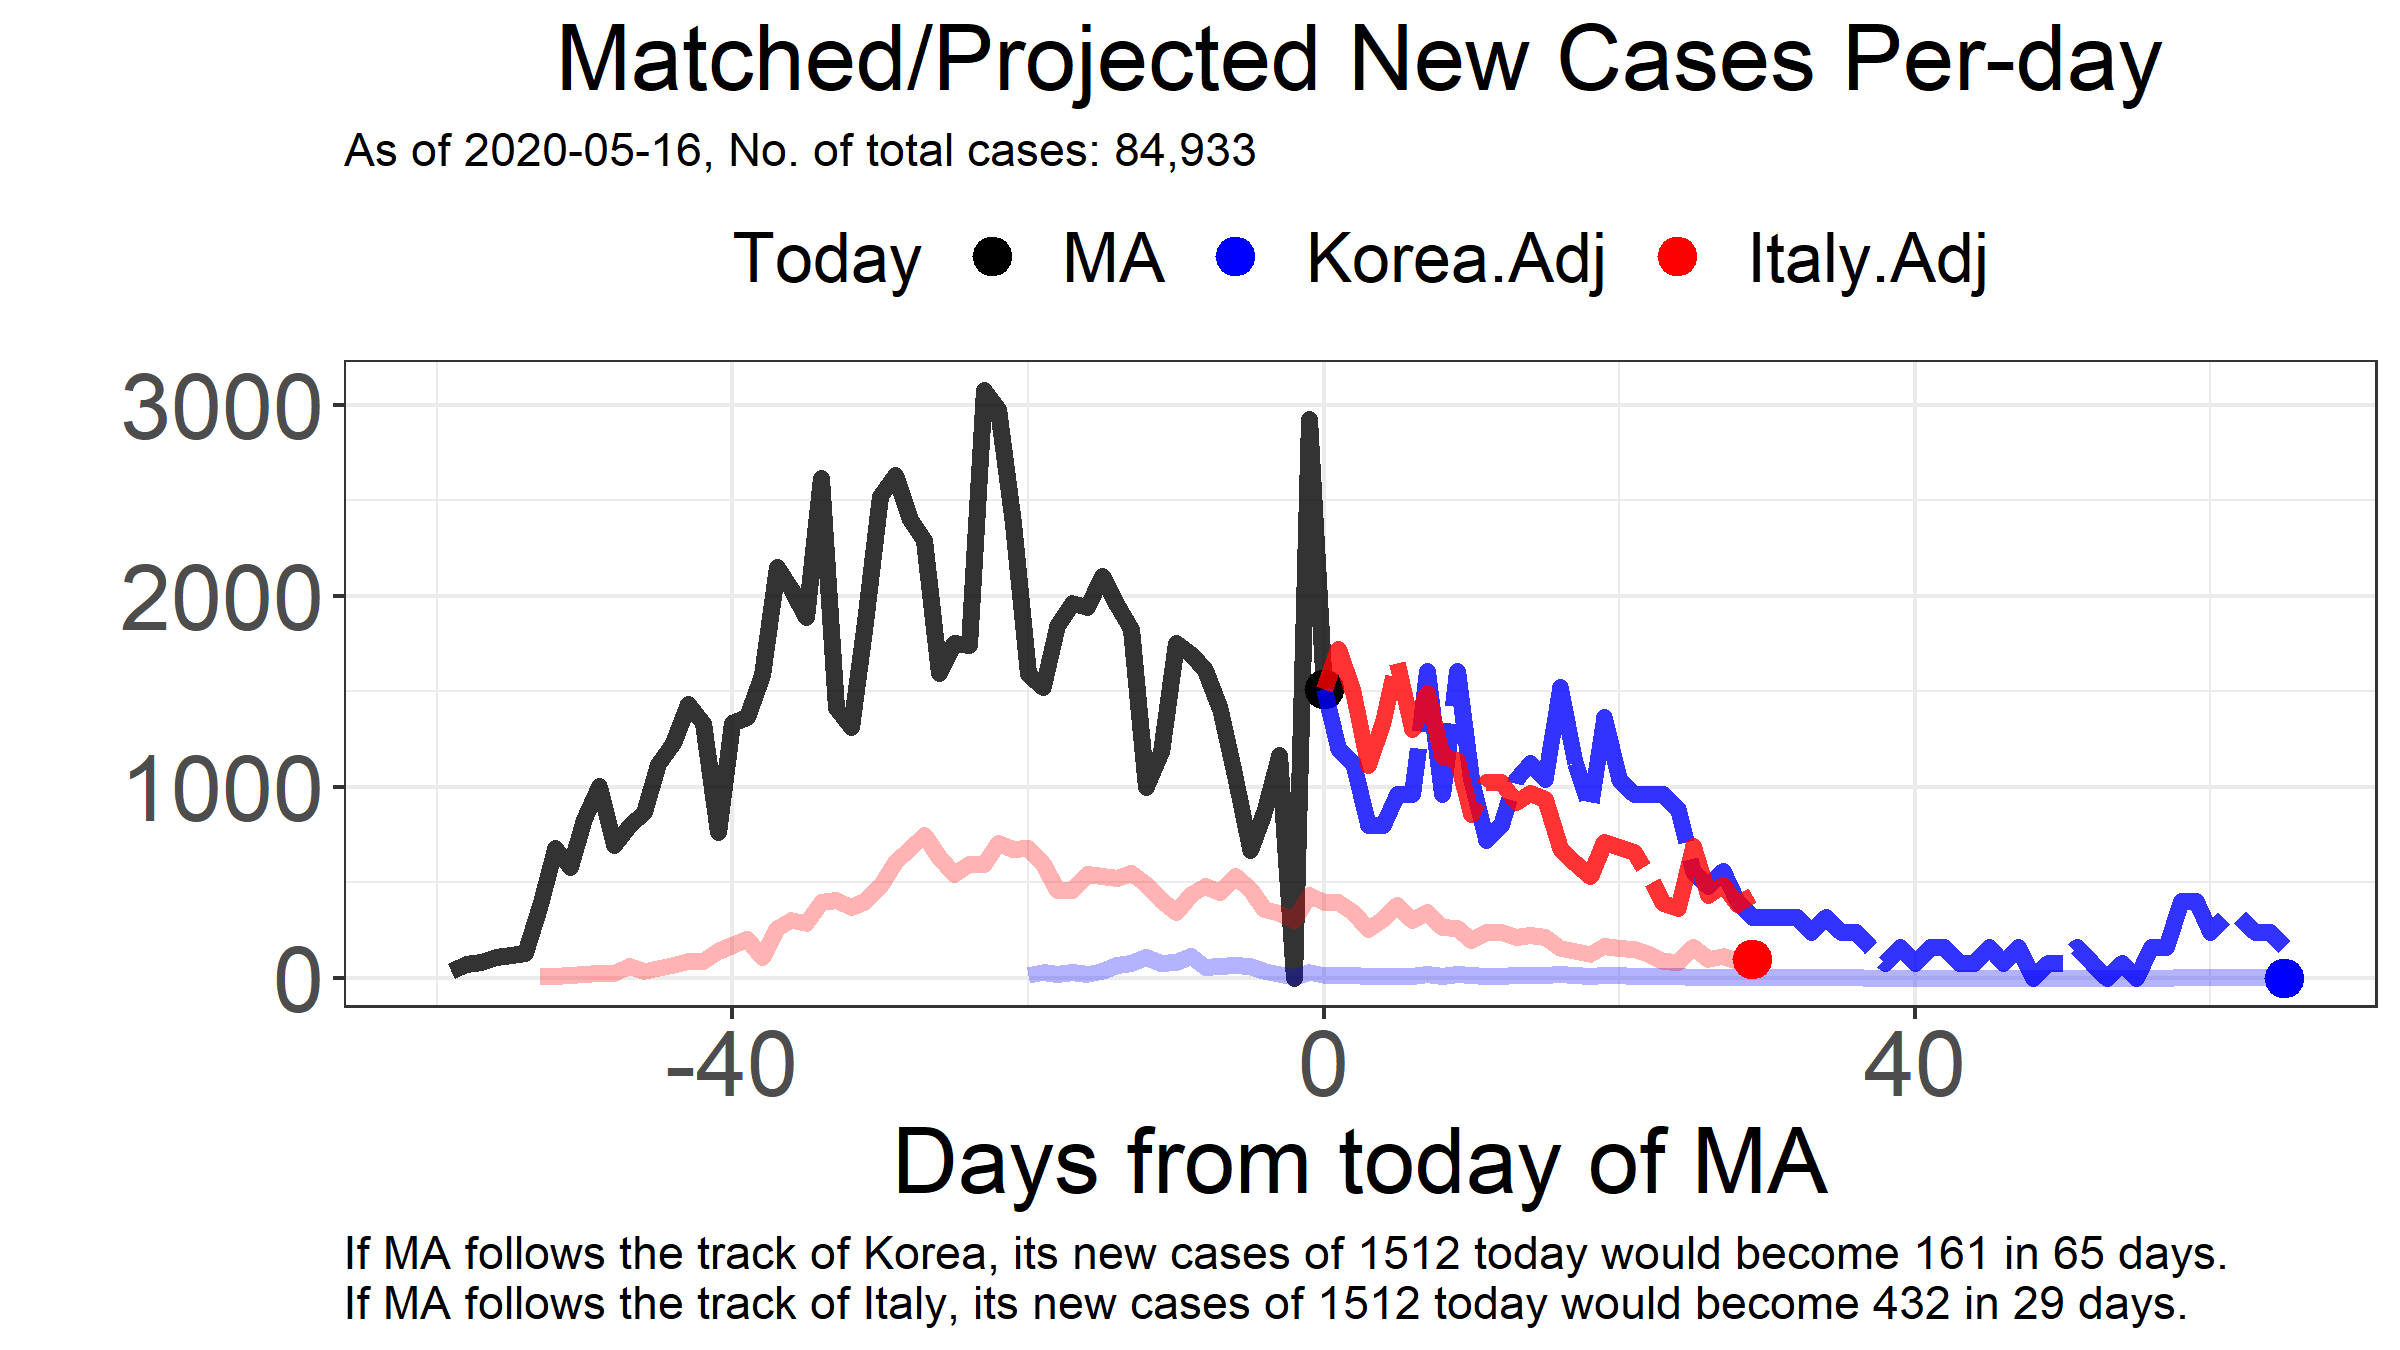 Matched/Projected New Cases Per-day
As of 2020-05-16, No. of total cases: 84,933
Today MA Korea.Adj Italy.Adj
3000
2000
1000
0
-40 0 40
Days from today of MA
If MA follows the track of Korea, its new cases of 1512 today would become 161 in 65 days.
If MA follows the track of Italy, its new cases of 1512 today would become 432 in 29 days.